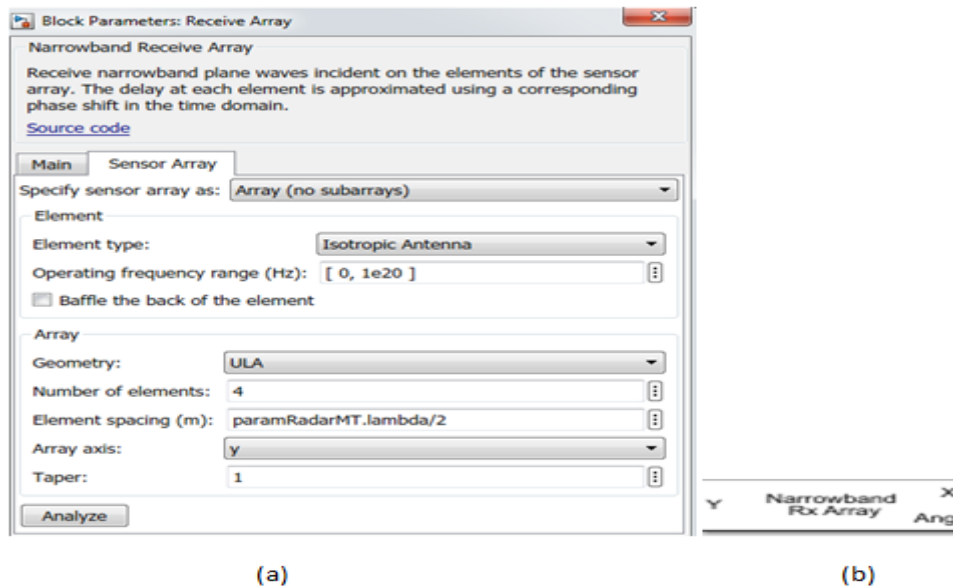 Block Parameters: Receive Array
Narrowband Receive Array
Receive narrowband plane waves incident on the elements of the sensor
array. The delay at each element is approximated using a corresponding
phase shift in the time domain.
Source code
Main Sensor Array
Specify sensor array as: Array (no subarrays)
Element
Element type: Isotropic Antenna
Operating frequency range (Hz): [ 0, 1e20 ]
Baffle the back of the element
Array
Geometry: ULA
Number of elements: 4
Element spacing (m): paramRadarMT.lambda/2
Array axis: y
Taper: 1
Analyze
Y
Narrowband
Rx Array
X
Ang
(a)
(b)